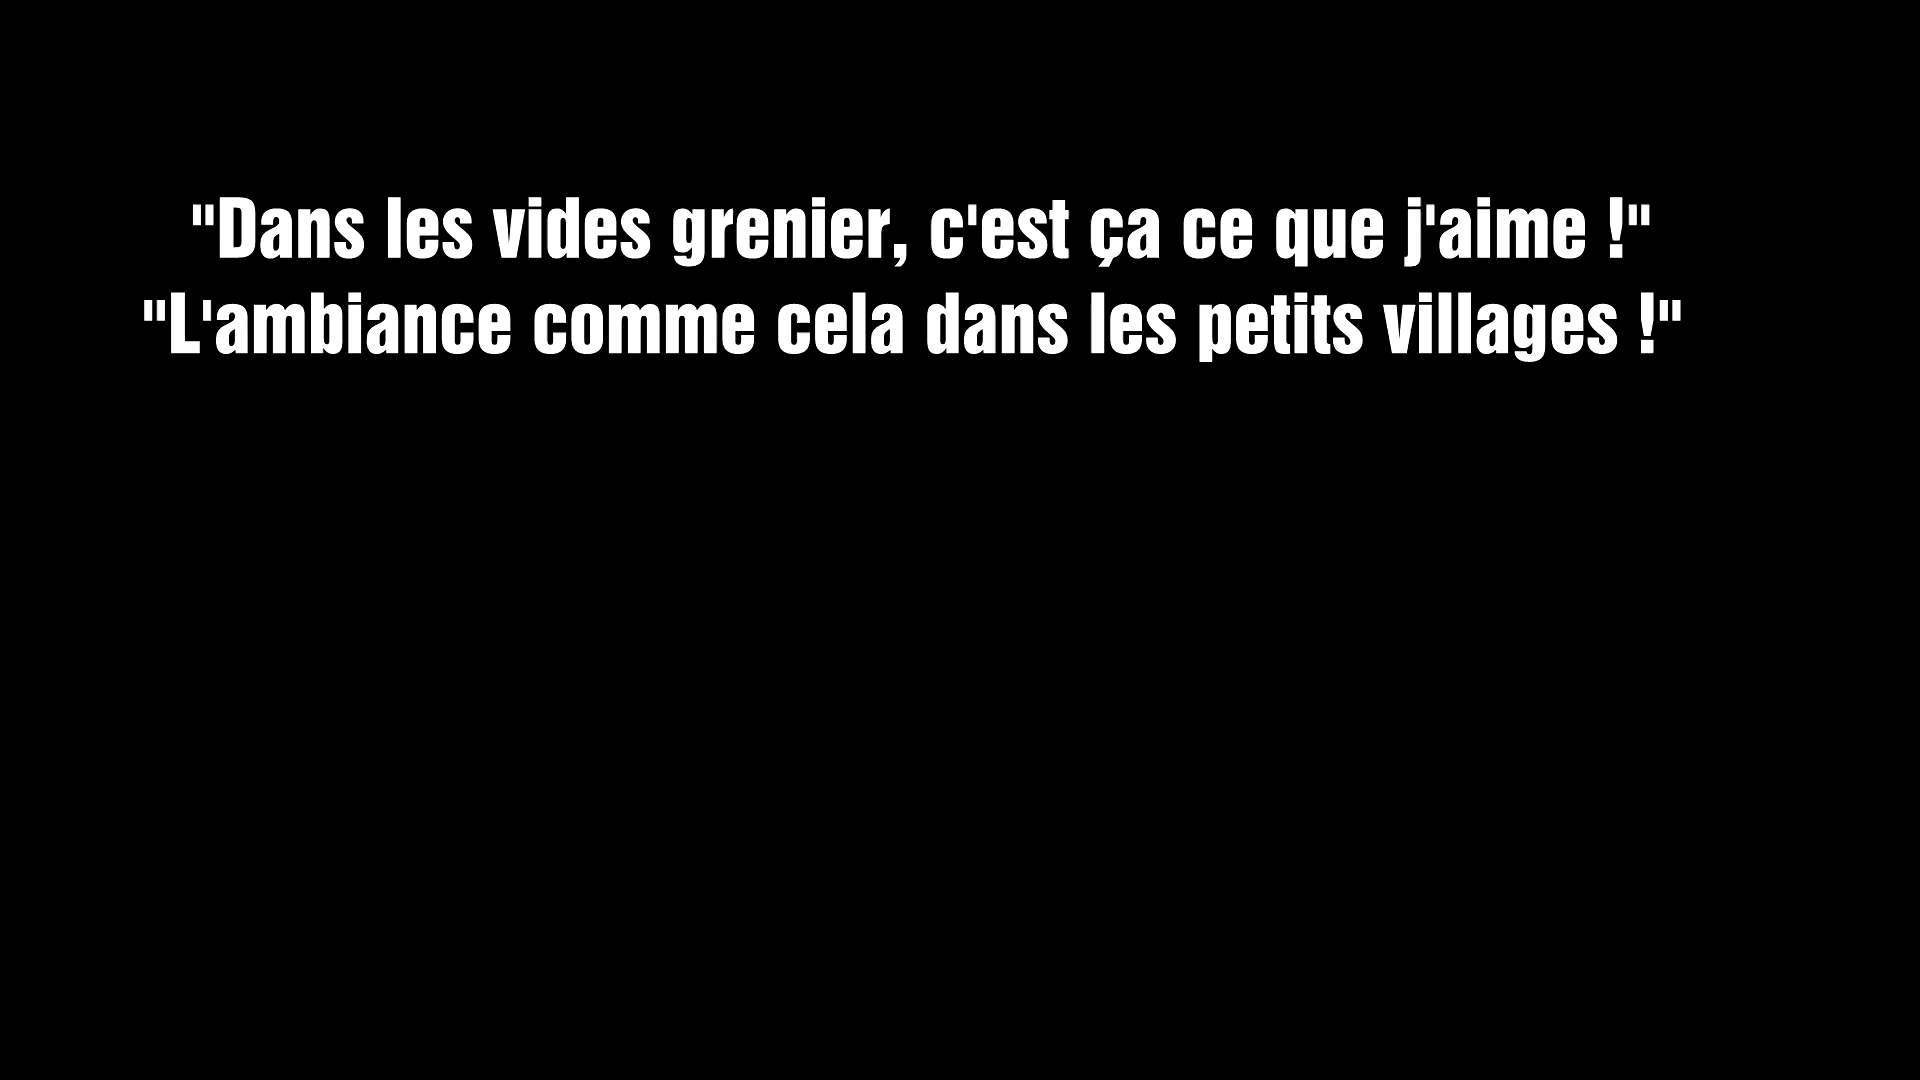 "Dans les vides grenier, c'est ça ce que j'aime !"
"L'ambiance comme cela dans les petits villages !"